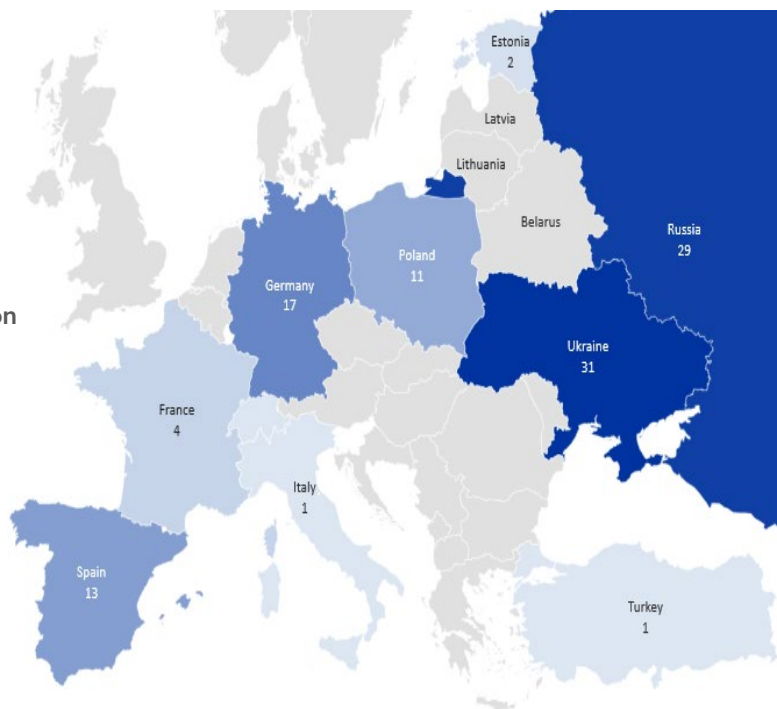 Estonia
2
Latvia
Lithuania
Belarus
Russia
29
Poland
11
Germany
17
on
Ukraine
31
France
4
Italy
1
Spain
13
Turkey
1